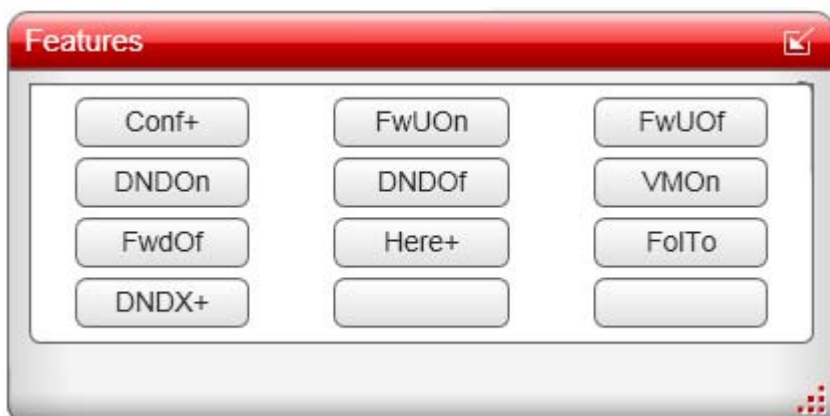 Features
Conf+ FwUOn FwUOf
DNDOn DNDOf VMOn
FwdOf Here+ FolTo
DNDX+